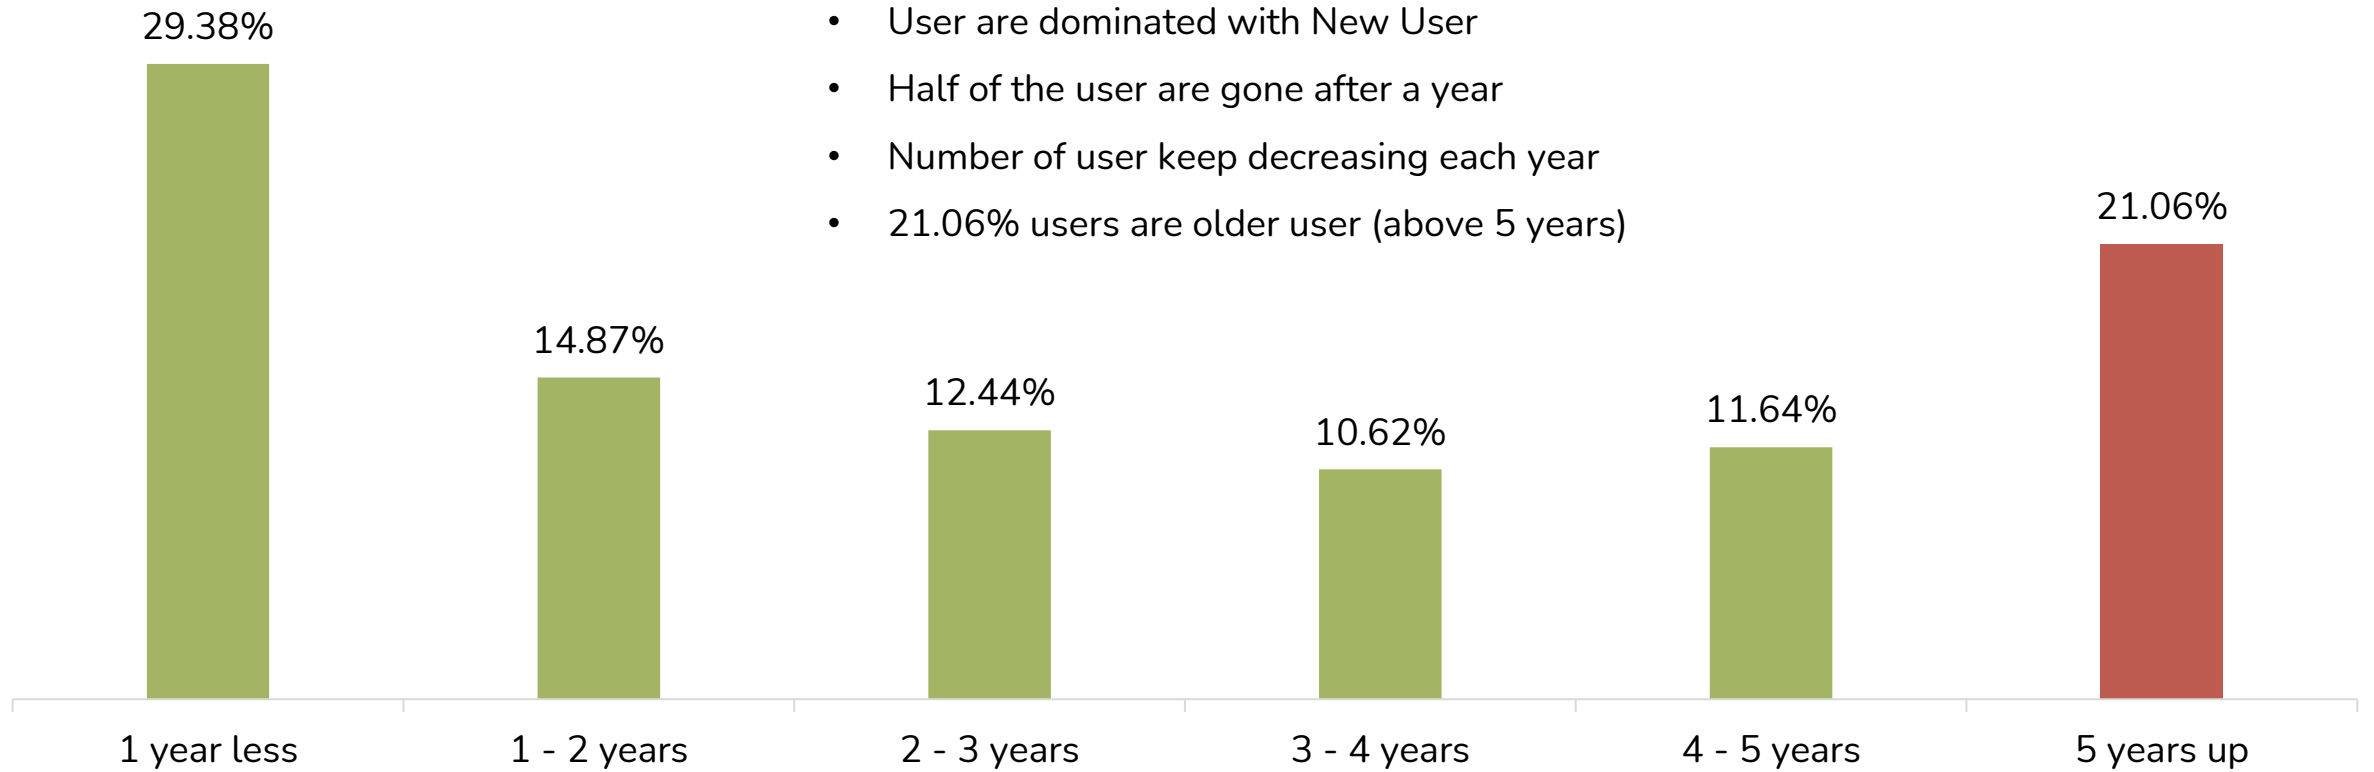 29.38%
• User are dominated with New User
• Half of the user are gone after a year
• Number of user keep decreasing each year
• 21.06% users are older user (above 5 years)
21.06%
14.87%
12.44%
11.64%
10.62%
1 year less
1 - 2 years
2 - 3 years
3 - 4 years
4 - 5 years
5 years up